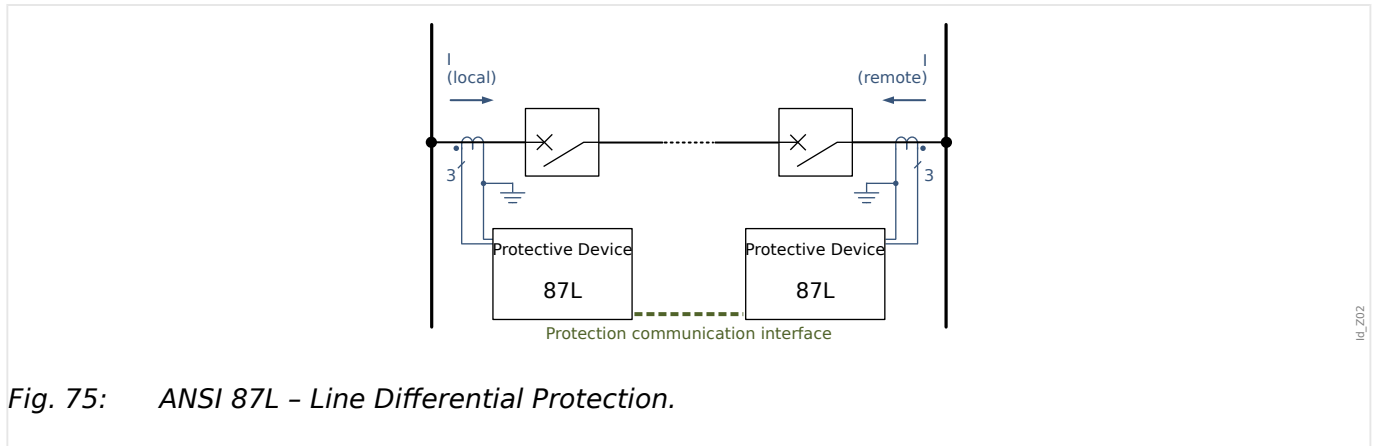 I
(local)
I
(remote)
3
3
Protective Device
87L
Protective Device
87L
Protection communication interface
Id_Z02
Fig. 75: ANSI 87L – Line Differential Protection.